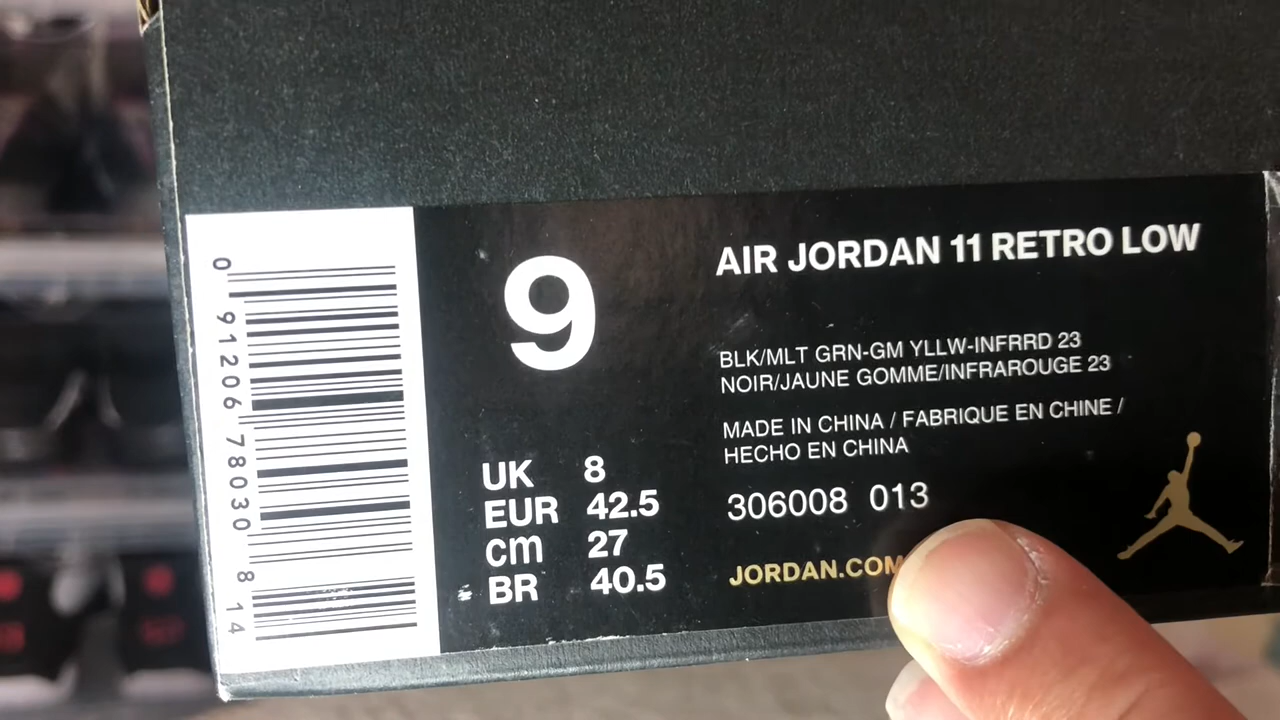 0 91206 78030 8 14
9
UK 8
EUR 42.5
cm 27
BR 40.5
AIR JORDAN 11 RETRO LOW
BLK/MLT GRN-GM YLLW-INFRRD 23
NOIR/JAUNE GOMME/INFRAROUGE 23
MADE IN CHINA / FABRIQUE EN CHINE /
HECHO EN CHINA
306008 013
JORDAN.COM